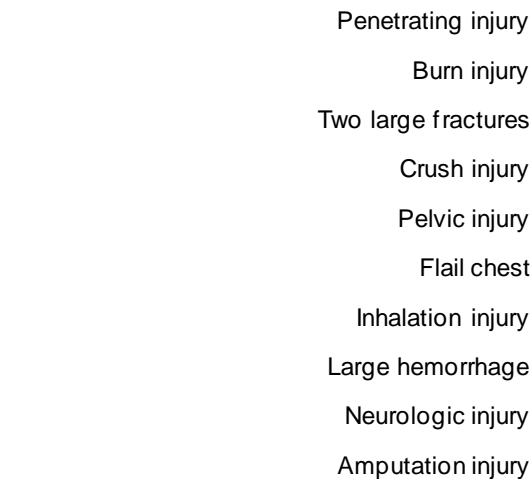 Penetrating injury
Burn injury
Two large fractures
Crush injury
Pelvic injury
Flail chest
Inhalation injury
Large hemorrhage
Neurologic injury
Amputation injury